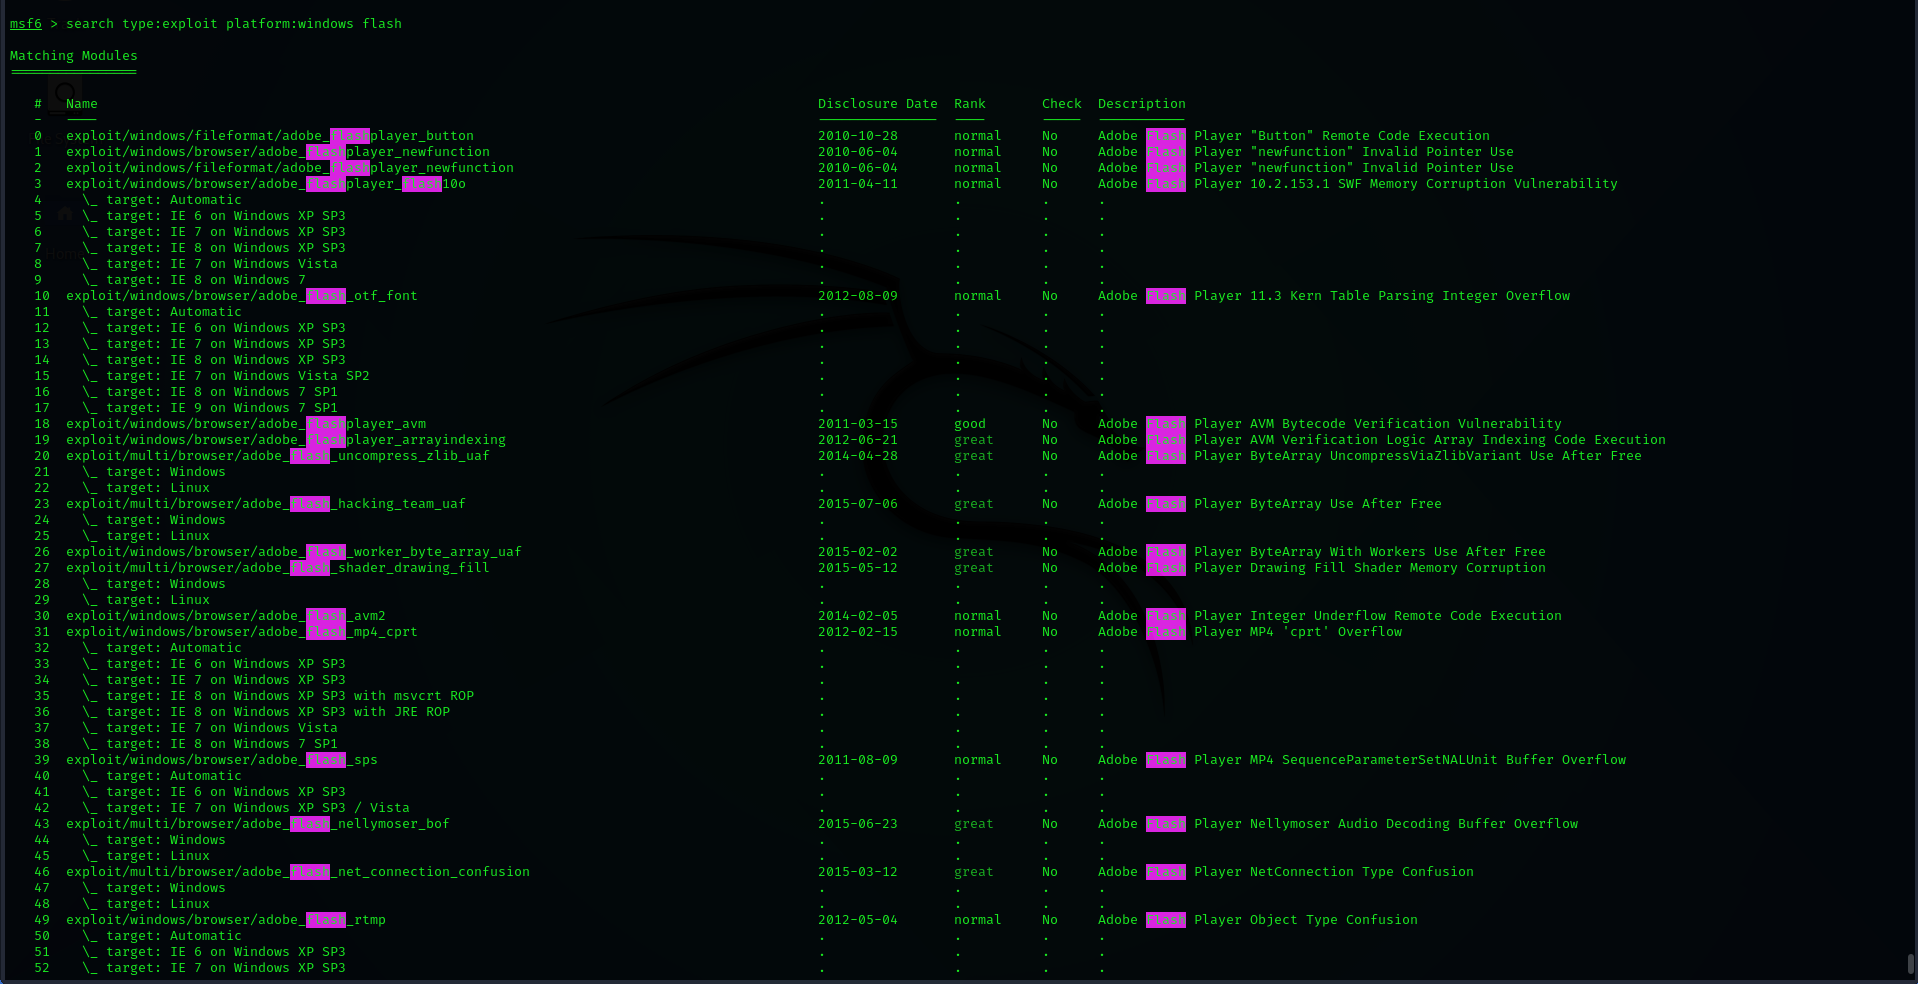 msf6 > search type:exploit platform:windows flash
Matching Modules
# Name Disclosure Date Rank Check Description
0 exploit/windows/fileformat/adobe_flashplayer_button 2010-10-28 normal No Adobe Flash Player "Button" Remote Code Execution
1 exploit/windows/browser/adobe_flashplayer_newfunction 2010-06-04 normal No Adobe Flash Player "newfunction" Invalid Pointer Use
2 exploit/windows/fileformat/adobe_flashplayer_newfunction 2010-06-04 normal No Adobe Flash Player "newfunction" Invalid Pointer Use
3 exploit/windows/browser/adobe_flashplayer_flash10o 2011-04-11 normal No Adobe Flash Player 10.2.153.1 SWF Memory Corruption Vulnerability
4 \_ target: Automatic . . . .
5 \_ target: IE 6 on Windows XP SP3 . . . .
6 \_ target: IE 7 on Windows XP SP3 . . . .
7 \_ target: IE 8 on Windows XP SP3 . . . .
8 \_ target: IE 7 on Windows Vista . . . .
9 \_ target: IE 8 on Windows 7 . . . .
10 exploit/windows/browser/adobe_flash_otf_font 2012-08-09 normal No Adobe Flash Player 11.3 Kern Table Parsing Integer Overflow
11 \_ target: Automatic . . . .
12 \_ target: IE 6 on Windows XP SP3 . . . .
13 \_ target: IE 7 on Windows XP SP3 . . . .
14 \_ target: IE 8 on Windows XP SP3 . . . .
15 \_ target: IE 7 on Windows Vista SP2 . . . .
16 \_ target: IE 8 on Windows 7 SP1 . . . .
17 \_ target: IE 9 on Windows 7 SP1 . . . .
18 exploit/windows/browser/adobe_flashplayer_avm 2011-03-15 good No Adobe Flash Player AVM Bytecode Verification Vulnerability
19 exploit/windows/browser/adobe_flashplayer_arrayindexing 2012-06-21 great No Adobe Flash Player AVM Verification Logic Array Indexing Code Execution
20 exploit/multi/browser/adobe_flash_uncompress_zlib_uaf 2014-04-28 great No Adobe Flash Player ByteArray UncompressViaZlibVariant Use After Free
21 \_ target: Windows . . . .
22 \_ target: Linux . . . .
23 exploit/multi/browser/adobe_flash_hacking_team_uaf 2015-07-06 great No Adobe Flash Player ByteArray Use After Free
24 \_ target: Windows . . . .
25 \_ target: Linux . . . .
26 exploit/windows/browser/adobe_flash_worker_byte_array_uaf 2015-02-02 great No Adobe Flash Player ByteArray With Workers Use After Free
27 exploit/multi/browser/adobe_flash_shader_drawing_fill 2015-05-12 great No Adobe Flash Player Drawing Fill Shader Memory Corruption
28 \_ target: Windows . . . .
29 \_ target: Linux . . . .
30 exploit/windows/browser/adobe_flash_avm2 2014-02-05 normal No Adobe Flash Player Integer Underflow Remote Code Execution
31 exploit/windows/browser/adobe_flash_mp4_cprt 2012-02-15 normal No Adobe Flash Player MP4 'cprt' Overflow
32 \_ target: Automatic . . . .
33 \_ target: IE 6 on Windows XP SP3 . . . .
34 \_ target: IE 7 on Windows XP SP3 . . . .
35 \_ target: IE 8 on Windows XP SP3 with msvcrt ROP . . . .
36 \_ target: IE 8 on Windows XP SP3 with JRE ROP . . . .
37 \_ target: IE 7 on Windows Vista . . . .
38 \_ target: IE 8 on Windows 7 SP1 . . . .
39 exploit/windows/browser/adobe_flash_sps 2011-08-09 normal No Adobe Flash Player MP4 SequenceParameterSetNALUnit Buffer Overflow
40 \_ target: Automatic . . . .
41 \_ target: IE 6 on Windows XP SP3 . . . .
42 \_ target: IE 7 on Windows XP SP3 / Vista . . . .
43 exploit/multi/browser/adobe_flash_nellymoser_bof 2015-06-23 great No Adobe Flash Player Nellymoser Audio Decoding Buffer Overflow
44 \_ target: Windows . . . .
45 \_ target: Linux . . . .
46 exploit/multi/browser/adobe_flash_net_connection_confusion 2015-03-12 great No Adobe Flash Player NetConnection Type Confusion
47 \_ target: Windows . . . .
48 \_ target: Linux . . . .
49 exploit/windows/browser/adobe_flash_rtmp 2012-05-04 normal No Adobe Flash Player Object Type Confusion
50 \_ target: Automatic . . . .
51 \_ target: IE 6 on Windows XP SP3 . . . .
52 \_ target: IE 7 on Windows XP SP3 . . . .